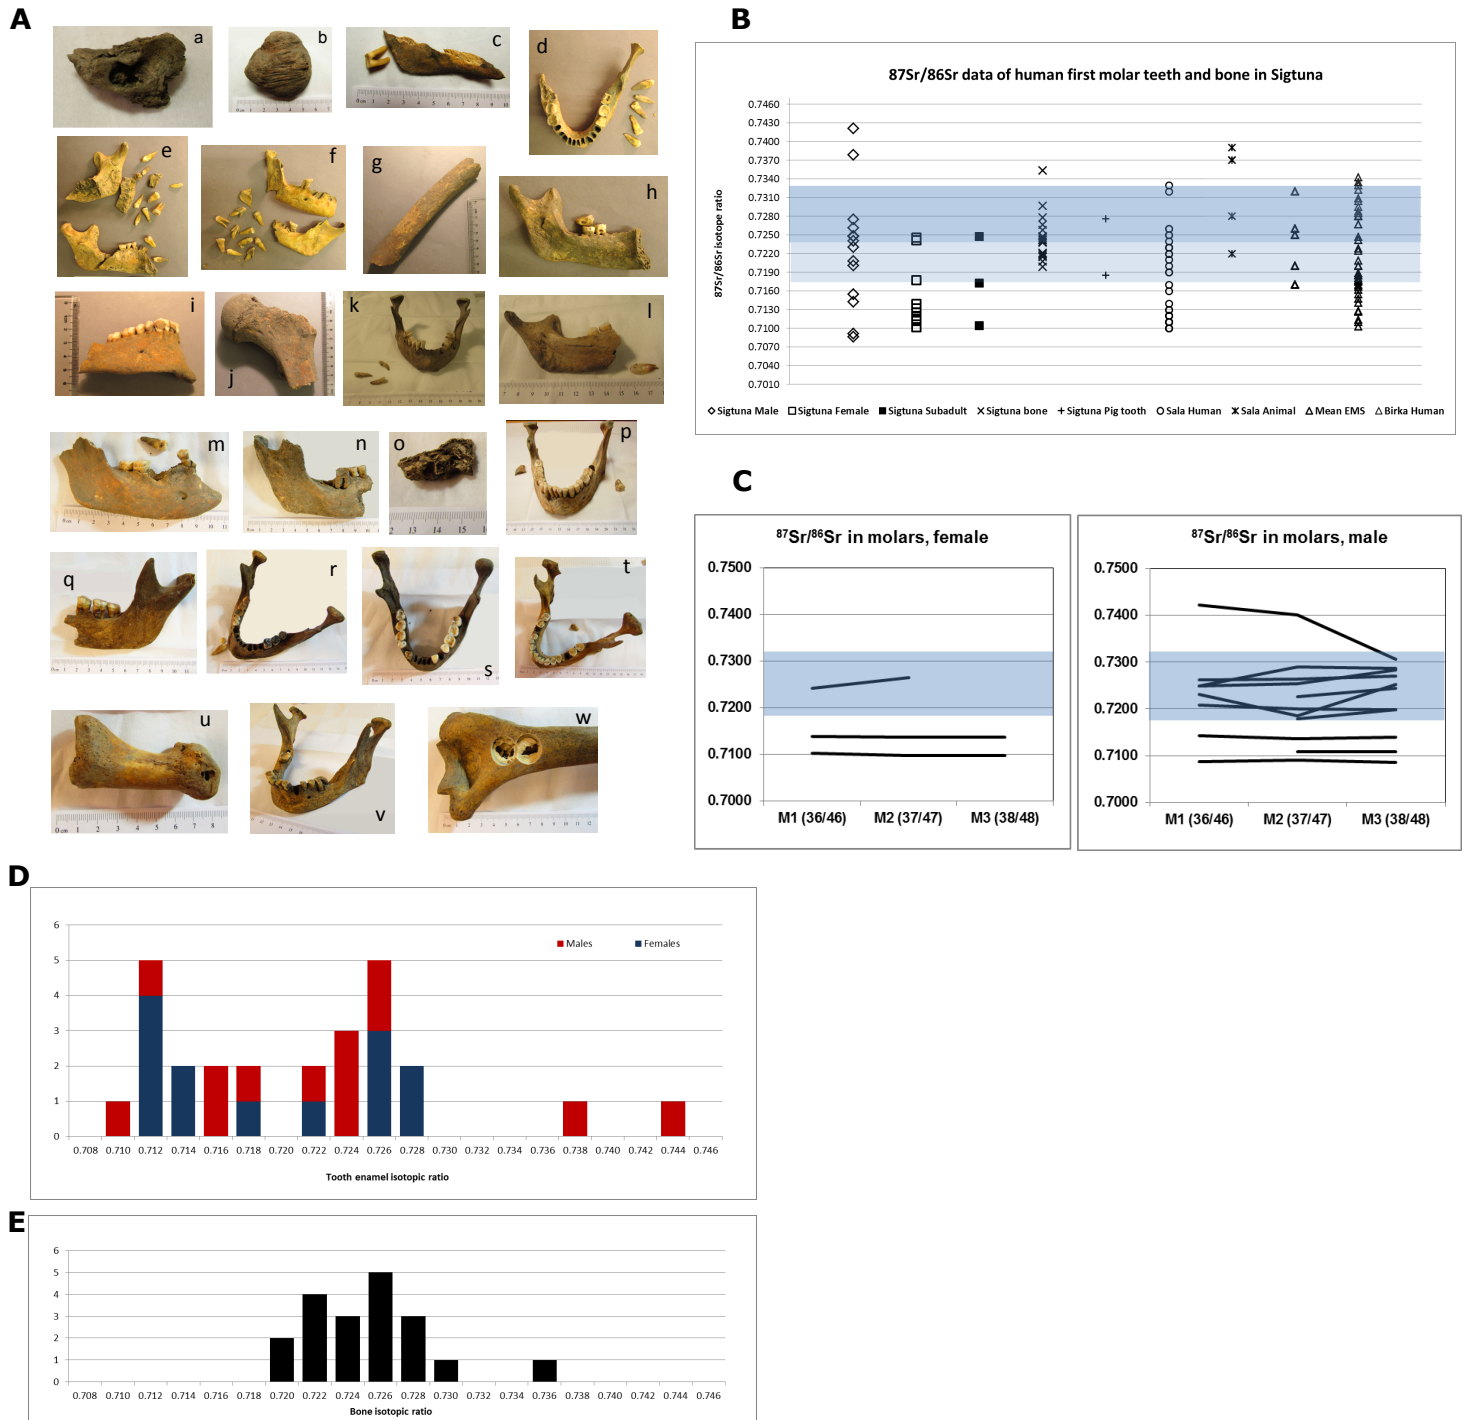 A
a
b
c
d
e
f
g
h
i
j
k
l
m
n
o
p
q
r
s
t
u
v
w
B
87Sr/86Sr data of human first molar teeth and bone in Sigtuna
87Sr/86Sr isotope ratio
0.7460
0.7430
0.7400
0.7370
0.7340
0.7310
0.7280
0.7250
0.7220
0.7190
0.7160
0.7130
0.7100
0.7070
0.7040
0.7010
Sigtuna Male Sigtuna Female Sigtuna Subadult Sigtuna bone Sigtuna Pig tooth Sala Human Sala Animal Mean EMS Birka Human
C
87Sr/86Sr in molars, female
0.7500
0.7400
0.7300
0.7200
0.7100
0.7000
M1 (36/46) M2 (37/47) M3 (38/48)
87Sr/86Sr in molars, male
0.7500
0.7400
0.7300
0.7200
0.7100
0.7000
M1 (36/46) M2 (37/47) M3 (38/48)
D
6
5
4
3
2
1
0
Males Females
0.708 0.710 0.712 0.714 0.716 0.718 0.720 0.722 0.724 0.726 0.728 0.730 0.732 0.734 0.736 0.738 0.740 0.742 0.744 0.746
Tooth enamel isotopic ratio
E
6
5
4
3
2
1
0
0.708 0.710 0.712 0.714 0.716 0.718 0.720 0.722 0.724 0.726 0.728 0.730 0.732 0.734 0.736 0.738 0.740 0.742 0.744 0.746
Bone isotopic ratio